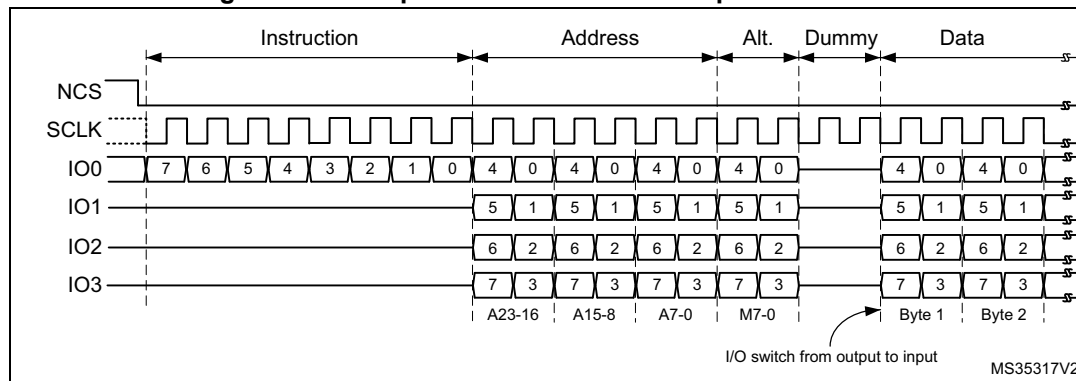 Instruction Address Alt. Dummy Data
NCS
SCLK
IO0 7 6 5 4 3 2 1 0 4 0 4 0 4 0 4 0 4 0 4 0
IO1 5 1 5 1 5 1 5 1 5 1 5 1
IO2 6 2 6 2 6 2 6 2 6 2 6 2
IO3 7 3 7 3 7 3 7 3 7 3 7 3
A23-16 A15-8 A7-0 M7-0 Byte 1 Byte 2
I/O switch from output to input
MS35317V2